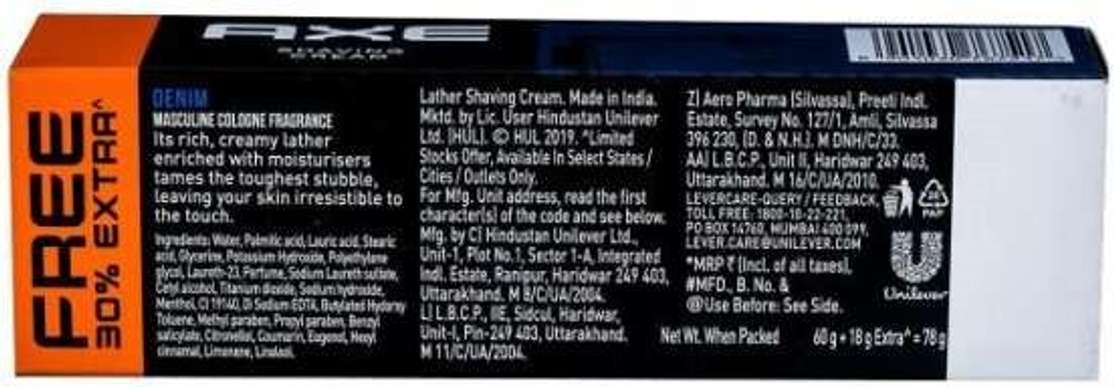 AXE
SHAVING
CREAM
FREE
30% EXTRA^
DENIM
MASCULINE COLOGNE FRAGRANCE
Its rich, creamy lather
enriched with moisturisers
tames the toughest stubble,
leaving your skin irresistible to
the touch.
Ingredients: Water, Palmitic acid, Lauric acid, Stearic
acid, Glycerine, Potassium Hydroxide, Polyethylene
glycol, Laureth-23, Perfume, Sodium Laureth sulfate,
Cetyl alcohol, Titanium dioxide, Sodium hydroxide,
Menthol, CI 19140, Di Sodium EDTA, Butylated Hydorxy
Toluene, Methyl paraben, Propyl paraben, Benzyl
salicylate, Citronellol, Coumarin, Eugenol, Hexyl
cinnamal, Limonene, Linalool.
Lather Shaving Cream. Made in India.
Mktd. by Lic. User Hindustan Unilever
Ltd. (HUL). © HUL 2019. ^Limited
Stocks Offer, Available In Select States /
Cities / Outlets Only.
For Mfg. Unit address, read the first
character(s) of the code and see below:
Mfg. by C) Hindustan Unilever Ltd.,
Unit-1, Plot No.1, Sector 1-A, Integrated
Indl. Estate, Ranipur, Haridwar 249 403,
Uttarakhand. M 8/C/UA/2004.
L) L.B.C.P., IIE, Sidcul, Haridwar,
Unit-I, Pin-249 403, Uttarakhand.
M 11/C/UA/2004.
Z) Aero Pharma (Silvassa), Preeti Indl.
Estate, Survey No. 127/1, Amli, Silvassa
396 230, (D. & N.H.). M DNH/C/33.
AA) L.B.C.P., Unit II, Haridwar 249 403,
Uttarakhand. M 16/C/UA/2010.
LEVERCARE-QUERY / FEEDBACK,
TOLL FREE: 1800-10-22-221,
PO BOX 14760, MUMBAI 400 099,
LEVER.CARE@UNILEVER.COM
*MRP ₹ (Incl. of all taxes),
#MFD., B. No. &
@Use Before: See Side.
PAP
Unilever
Net Wt. When Packed 60g + 18g Extra^ = 78g